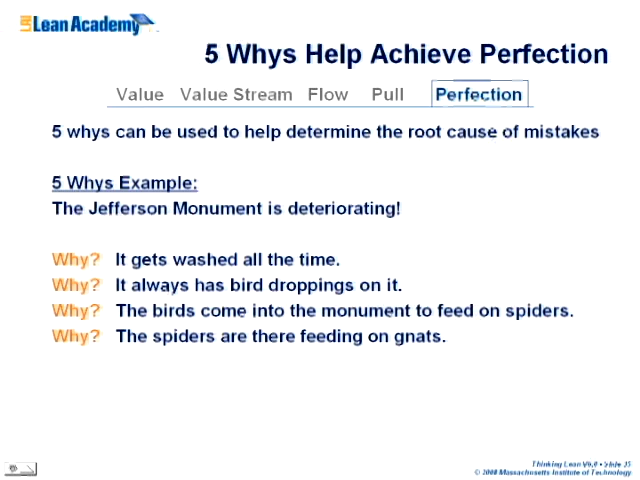 LAI Lean Academy
5 Whys Help Achieve Perfection
Value Value Stream Flow Pull Perfection
5 whys can be used to help determine the root cause of mistakes
5 Whys Example:
The Jefferson Monument is deteriorating!
Why? It gets washed all the time.
Why? It always has bird droppings on it.
Why? The birds come into the monument to feed on spiders.
Why? The spiders are there feeding on gnats.
Thinking Lean • Slide 35
© 2008 Massachusetts Institute of Technology